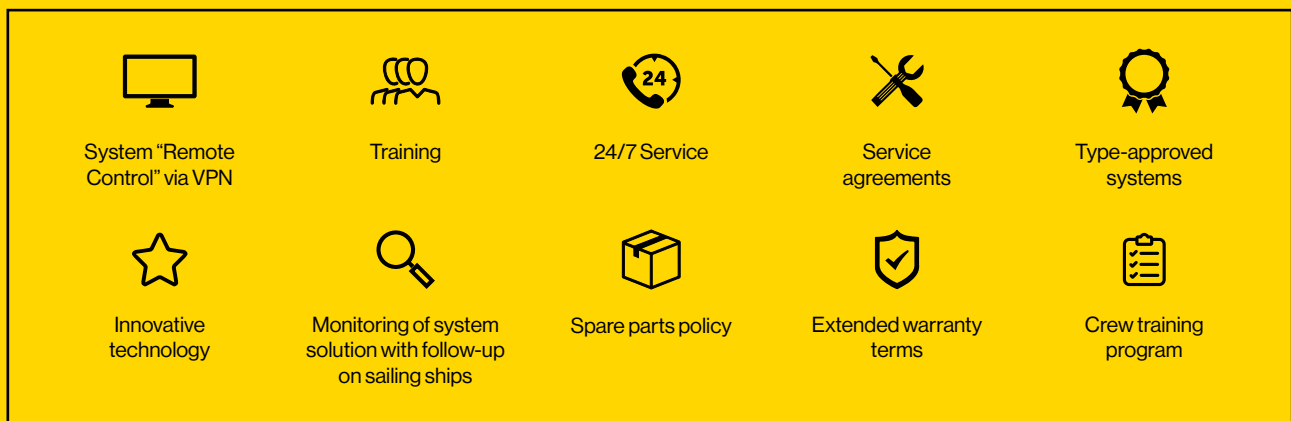 24
System “Remote
Control” via VPN
Training
24/7 Service
Service
agreements
Type-approved
systems
Innovative
technology
Monitoring of system
solution with follow-up
on sailing ships
Spare parts policy
Extended warranty
terms
Crew training
program